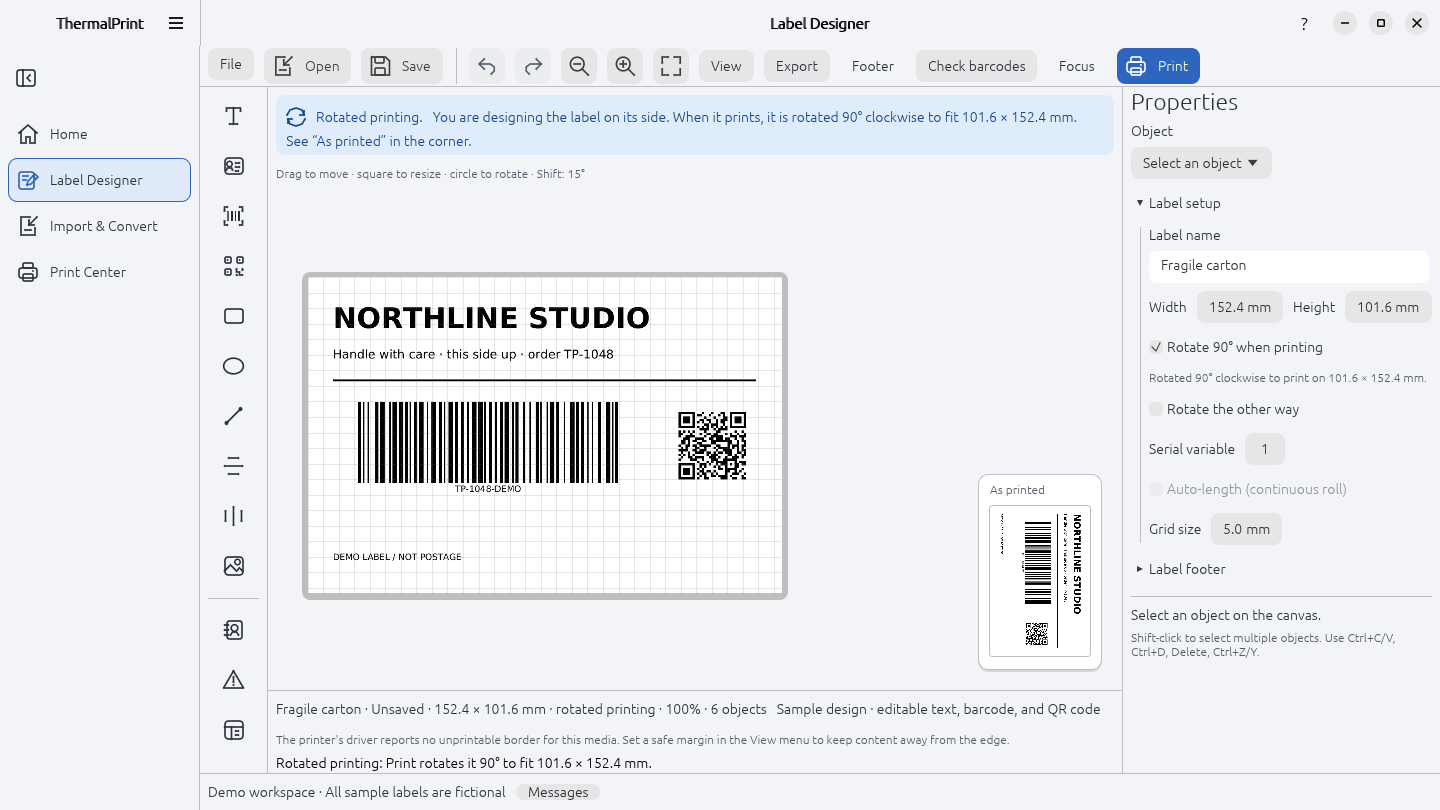 ThermalPrint
Label Designer
?
Home
Label Designer
Import & Convert
Print Center
File
Open
Save
View
Export
Footer
Check barcodes
Focus
Print
Rotated printing. You are designing the label on its side. When it prints, it is rotated 90° clockwise to fit 101.6 × 152.4 mm.
See “As printed” in the corner.
Drag to move · square to resize · circle to rotate · Shift: 15°
NORTHLINE STUDIO
Handle with care · this side up · order TP-1048
TP-1048-DEMO
DEMO LABEL / NOT POSTAGE
As printed
NORTHLINE STUDIO
Fragile carton · Unsaved · 152.4 × 101.6 mm · rotated printing · 100% · 6 objects Sample design · editable text, barcode, and QR code
The printer's driver reports no unprintable border for this media. Set a safe margin in the View menu to keep content away from the edge.
Rotated printing: Print rotates it 90° to fit 101.6 × 152.4 mm.
Properties
Object
Select an object
Label setup
Label name
Fragile carton
Width 152.4 mm Height 101.6 mm
Rotate 90° when printing
Rotated 90° clockwise to print on 101.6 × 152.4 mm.
Rotate the other way
Serial variable 1
Auto-length (continuous roll)
Grid size 5.0 mm
Label footer
Select an object on the canvas.
Shift-click to select multiple objects. Use Ctrl+C/V,
Ctrl+D, Delete, Ctrl+Z/Y.
Demo workspace · All sample labels are fictional
Messages